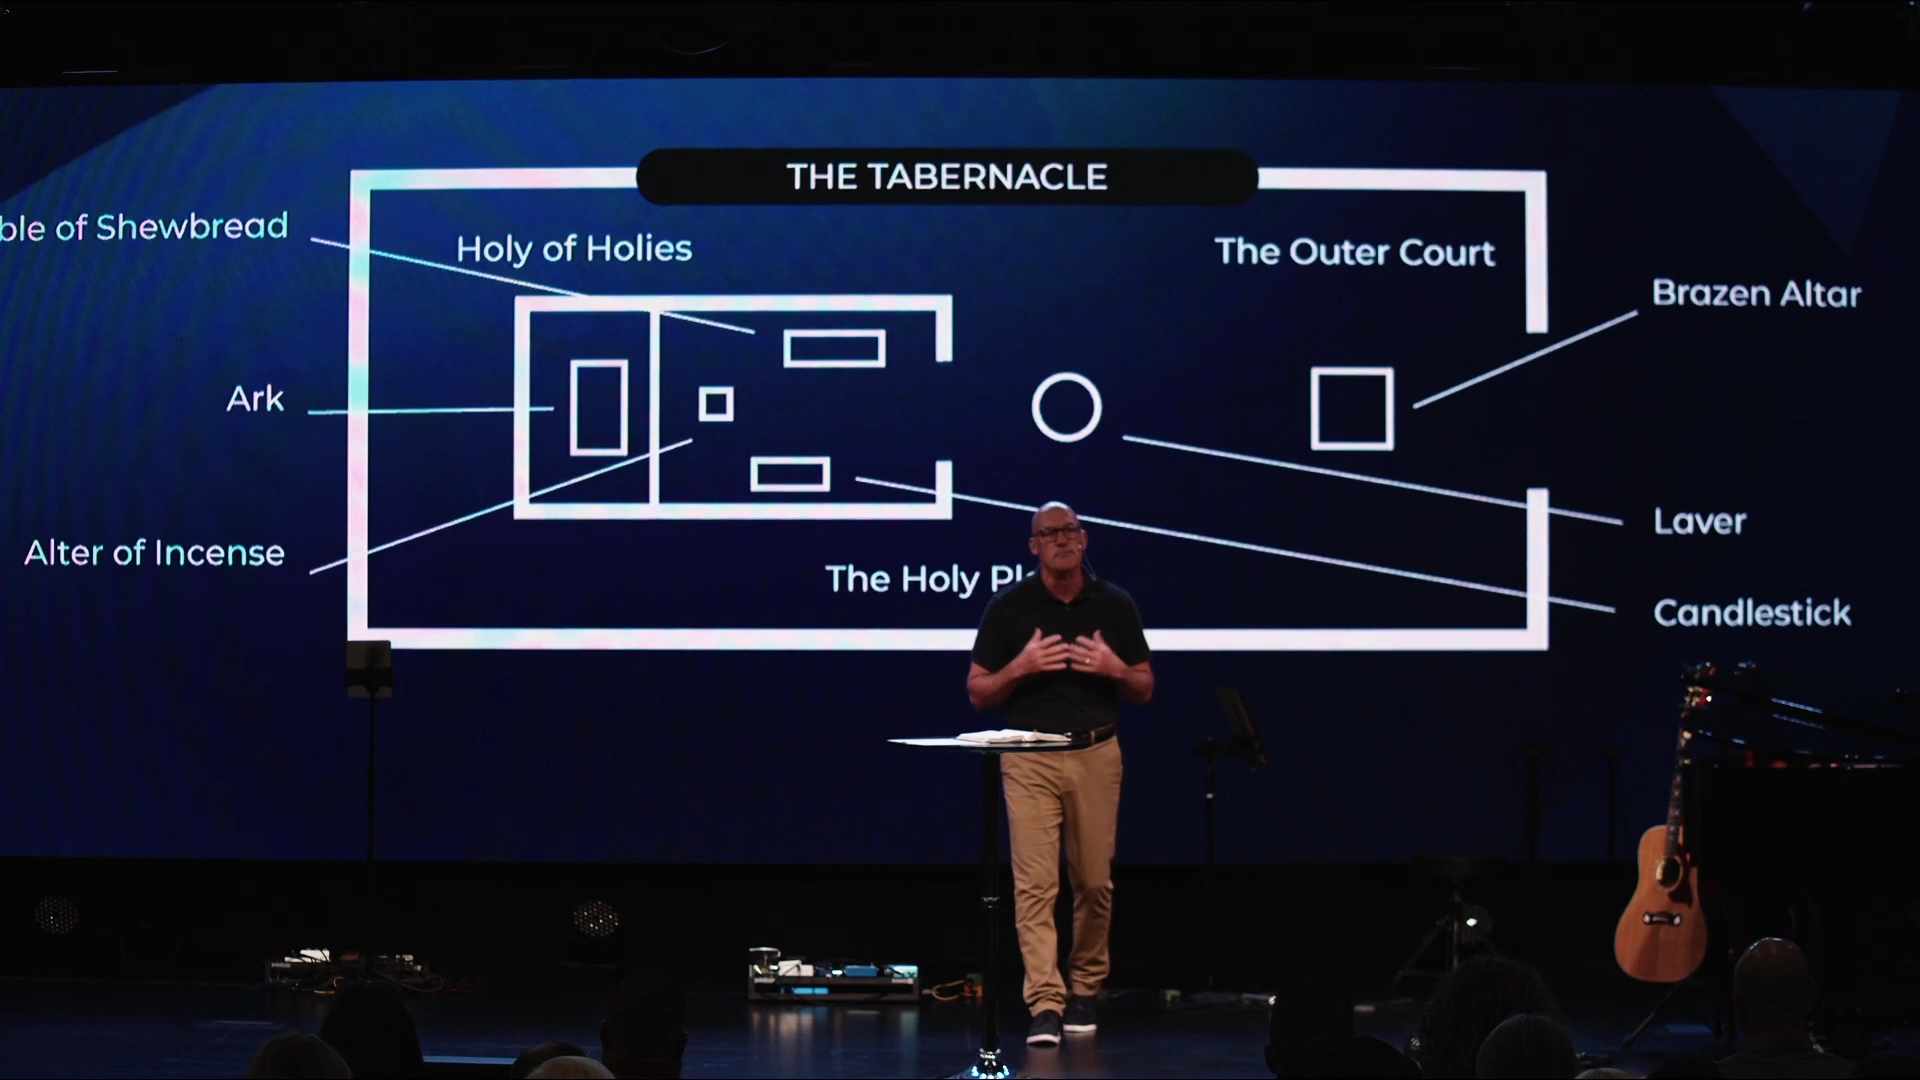 THE TABERNACLE
of Shewbread
Holy of Holies
The Outer Court
Brazen Altar
Ark
Laver
Alter of Incense
The Holy
Candlestick